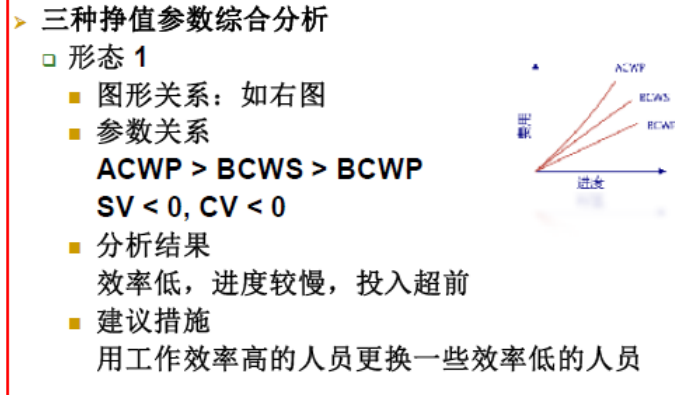 三种挣值参数综合分析
形态 1
图形关系：如右图
参数关系
ACWP > BCWS > BCWP
SV < 0, CV < 0
分析结果
效率低，进度较慢，投入超前
建议措施
用工作效率高的人员更换一些效率低的人员
ACWP
BCWS
BCWP
费用
进度